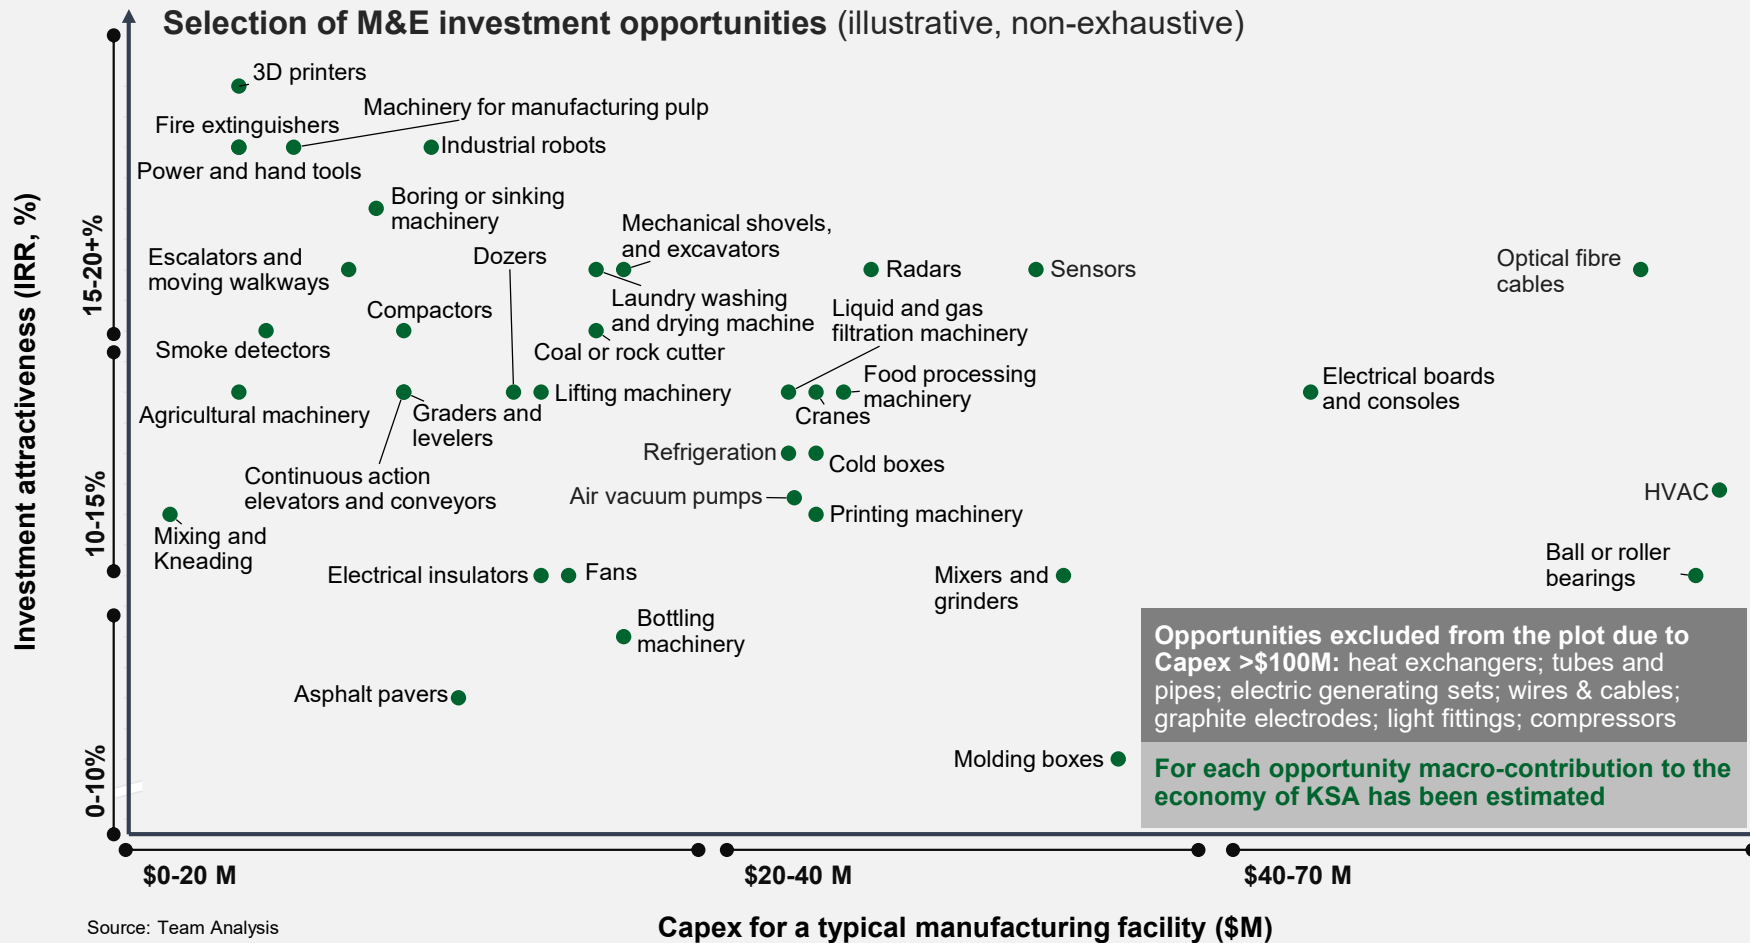 Selection of M&E investment opportunities (illustrative, non-exhaustive)
3D printers
Machinery for manufacturing pulp
Fire extinguishers
Industrial robots
Power and hand tools
Boring or sinking
machinery
Mechanical shovels,
and excavators
Escalators and
moving walkways
Dozers
Radars
Sensors
Optical fibre
cables
Laundry washing
and drying machine
Liquid and gas
filtration machinery
Compactors
Smoke detectors
Coal or rock cutter
Agricultural machinery
Graders and
levelers
Lifting machinery
Cranes
Food processing
machinery
Electrical boards
and consoles
Continuous action
elevators and conveyors
Refrigeration
Cold boxes
Air vacuum pumps
Printing machinery
HVAC
Mixing and
Kneading
Electrical insulators
Fans
Mixers and
grinders
Ball or roller
bearings
Bottling
machinery
Asphalt pavers
Molding boxes
Opportunities excluded from the plot due to
Capex >$100M: heat exchangers; tubes and
pipes; electric generating sets; wires & cables;
graphite electrodes; light fittings; compressors
For each opportunity macro-contribution to the
economy of KSA has been estimated
Investment attractiveness (IRR, %)
15-20+%
10-15%
0-10%
$0-20 M
$20-40 M
$40-70 M
Capex for a typical manufacturing facility ($M)
Source: Team Analysis